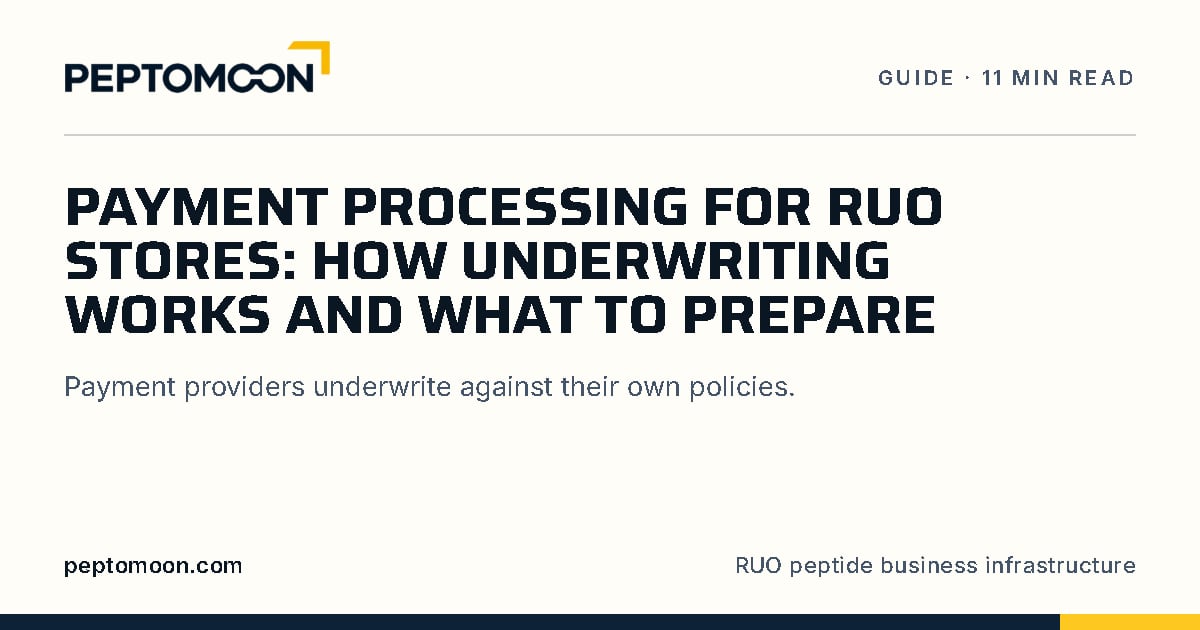 PEPTOMOON
GUIDE · 11 MIN READ
PAYMENT PROCESSING FOR RUO
STORES: HOW UNDERWRITING
WORKS AND WHAT TO PREPARE
Payment providers underwrite against their own policies.
peptomoon.com
RUO peptide business infrastructure